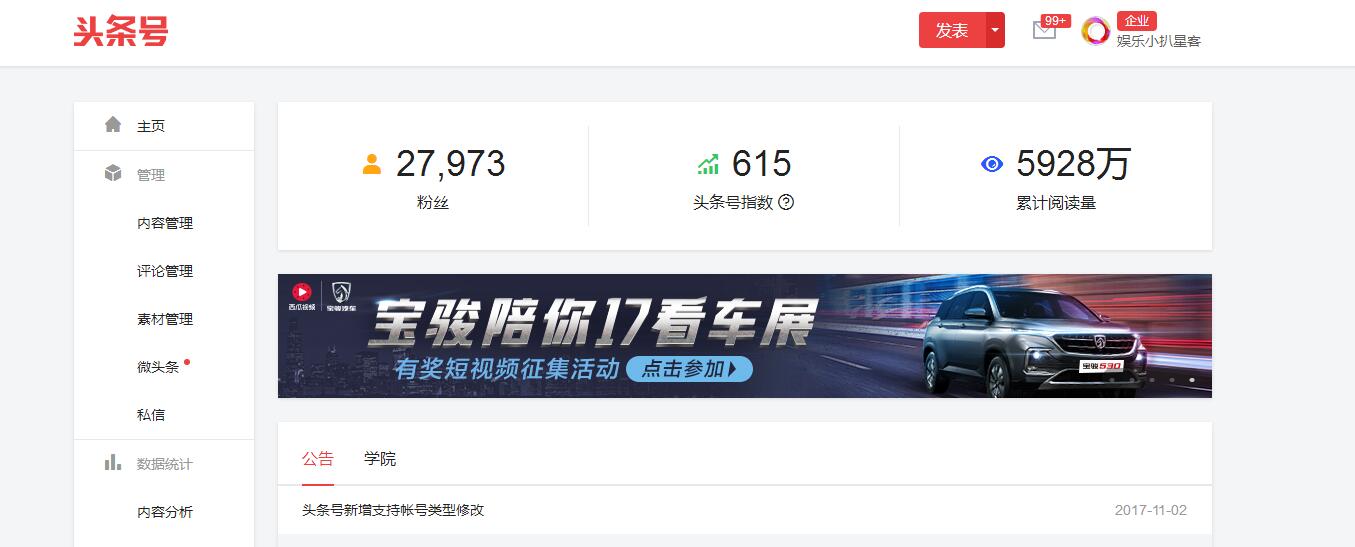 头条号
发表
99+
企业
娱乐小扒星客
主页
管理
内容管理
评论管理
素材管理
微头条
私信
数据统计
内容分析
27,973
粉丝
615
头条号指数 ?
5928万
累计阅读量
西瓜视频
宝骏汽车
宝骏陪你17看车展
有奖短视频征集活动 点击参加
宝骏530
公告 学院
头条号新增支持帐号类型修改 2017-11-02